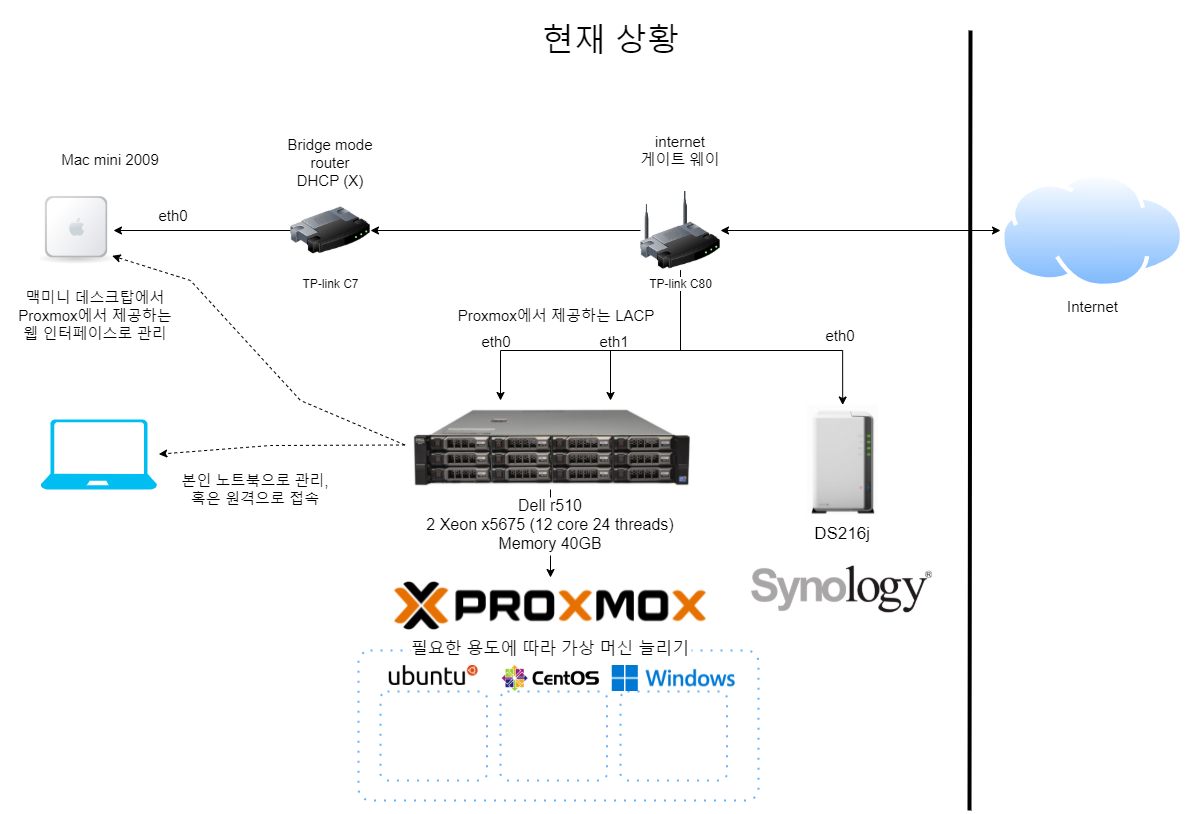 현재 상황
Mac mini 2009
Bridge mode
router
DHCP (X)
internet
게이트 웨이
eth0
TP-link C7
TP-link C80
Internet
맥미니 데스크탑에서
Proxmox에서 제공하는
웹 인터페이스로 관리
Proxmox에서 제공하는 LACP
eth0
eth1
eth0
본인 노트북으로 관리,
혹은 원격으로 접속
Dell r510
2 Xeon x5675 (12 core 24 threads)
Memory 40GB
DS216j
Synology®
PROXMOX
필요한 용도에 따라 가상 머신 늘리기
ubuntu
CentOS
Windows